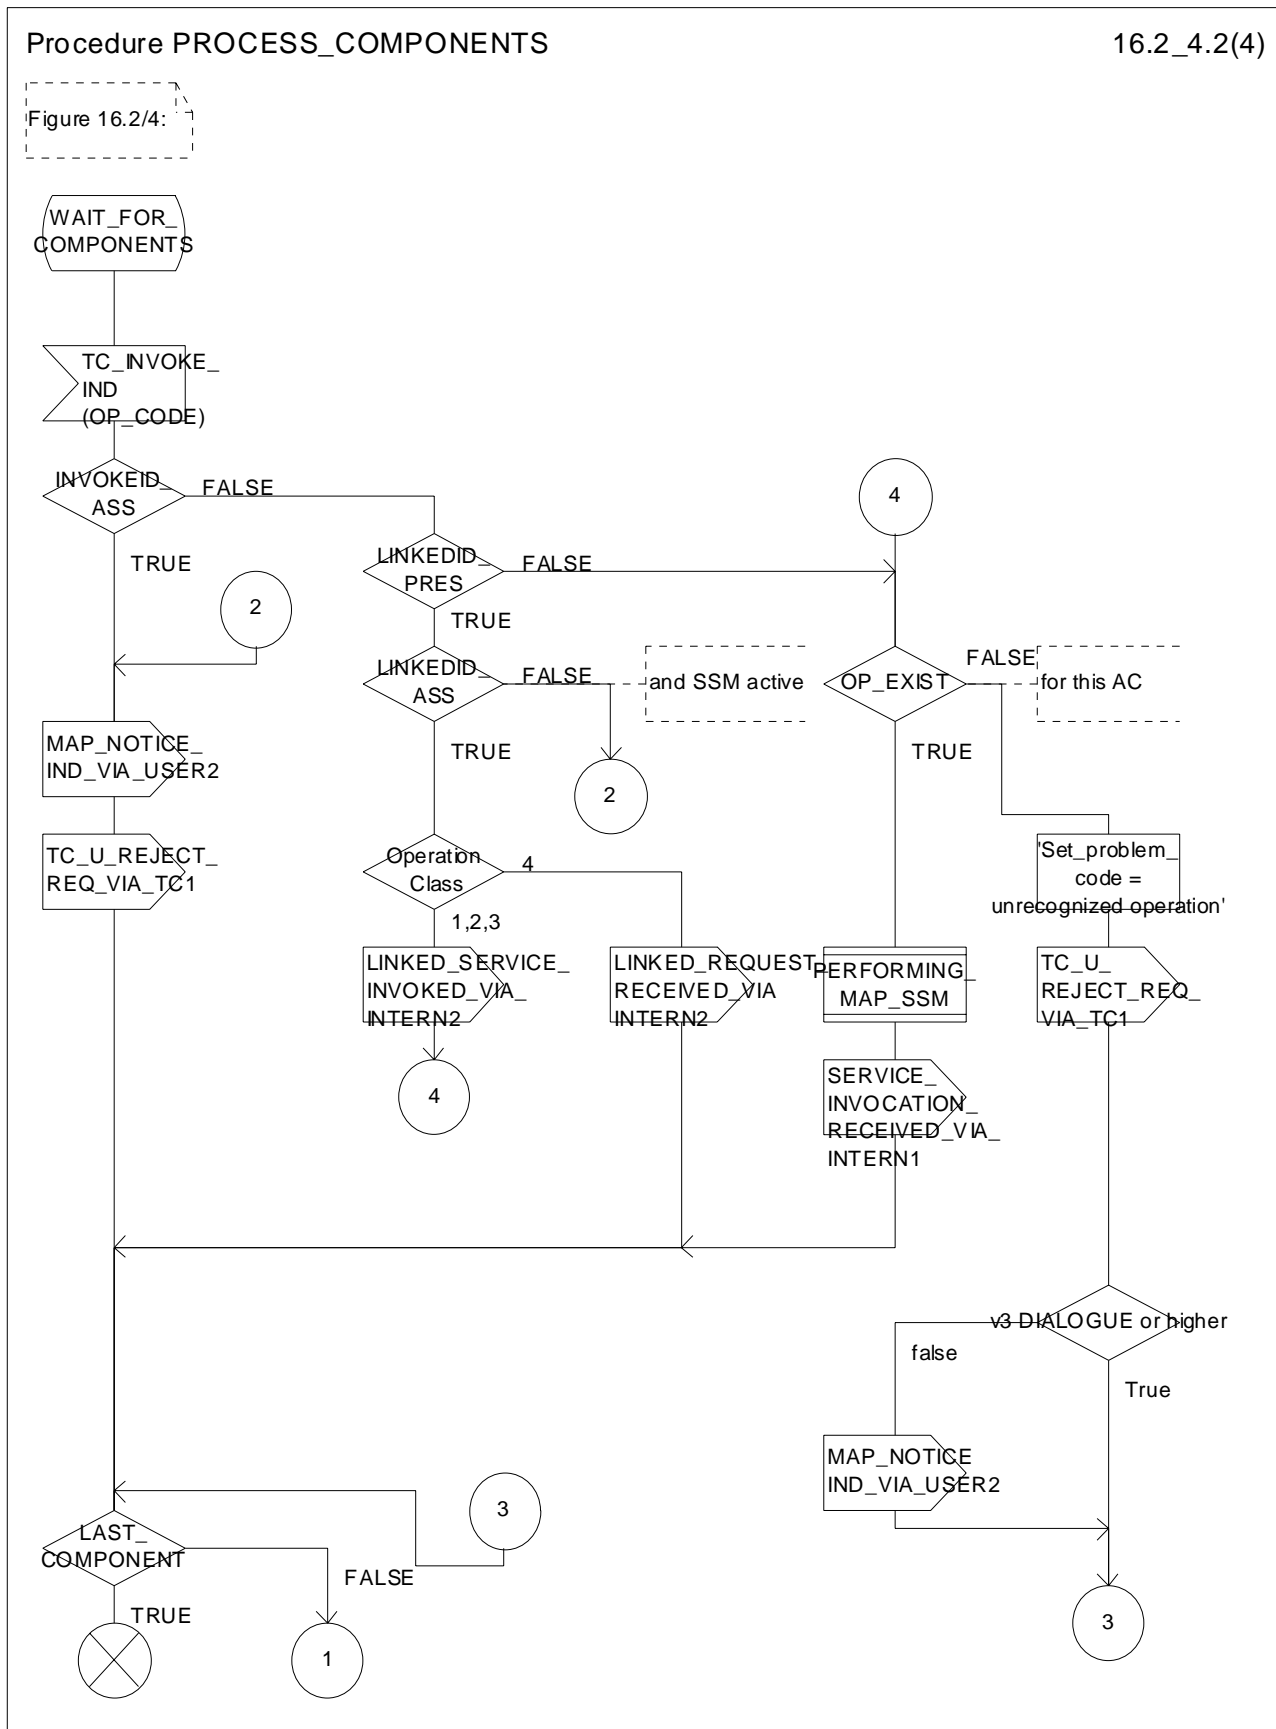 Procedure PROCESS_COMPONENTS
16.2_4.2(4)
Figure 16.2/4:
WAIT_FOR_
COMPONENTS
TC_INVOKE_
IND
(OP_CODE)
INVOKEID_
ASS
FALSE
TRUE
2
LINKEDID_
PRES
FALSE
TRUE
4
LINKEDID_
ASS
FALSE
and SSM active
TRUE
2
OP_EXIST
FALSE
for this AC
TRUE
MAP_NOTICE_
IND_VIA_USER2
TC_U_REJECT_
REQ_VIA_TC1
Operation
Class
4
1,2,3
'Set_problem_
code =
unrecognized operation'
LINKED_SERVICE_
INVOKED_VIA_
INTERN2
LINKED_REQUEST_
RECEIVED_VIA
INTERN2
PERFORMING_
MAP_SSM
TC_U_
REJECT_REQ_
VIA_TC1
4
SERVICE_
INVOCATION_
RECEIVED_VIA_
INTERN1
v3 DIALOGUE or higher
false
True
MAP_NOTICE
IND_VIA_USER2
3
LAST_
COMPONENT
FALSE
TRUE
1
3